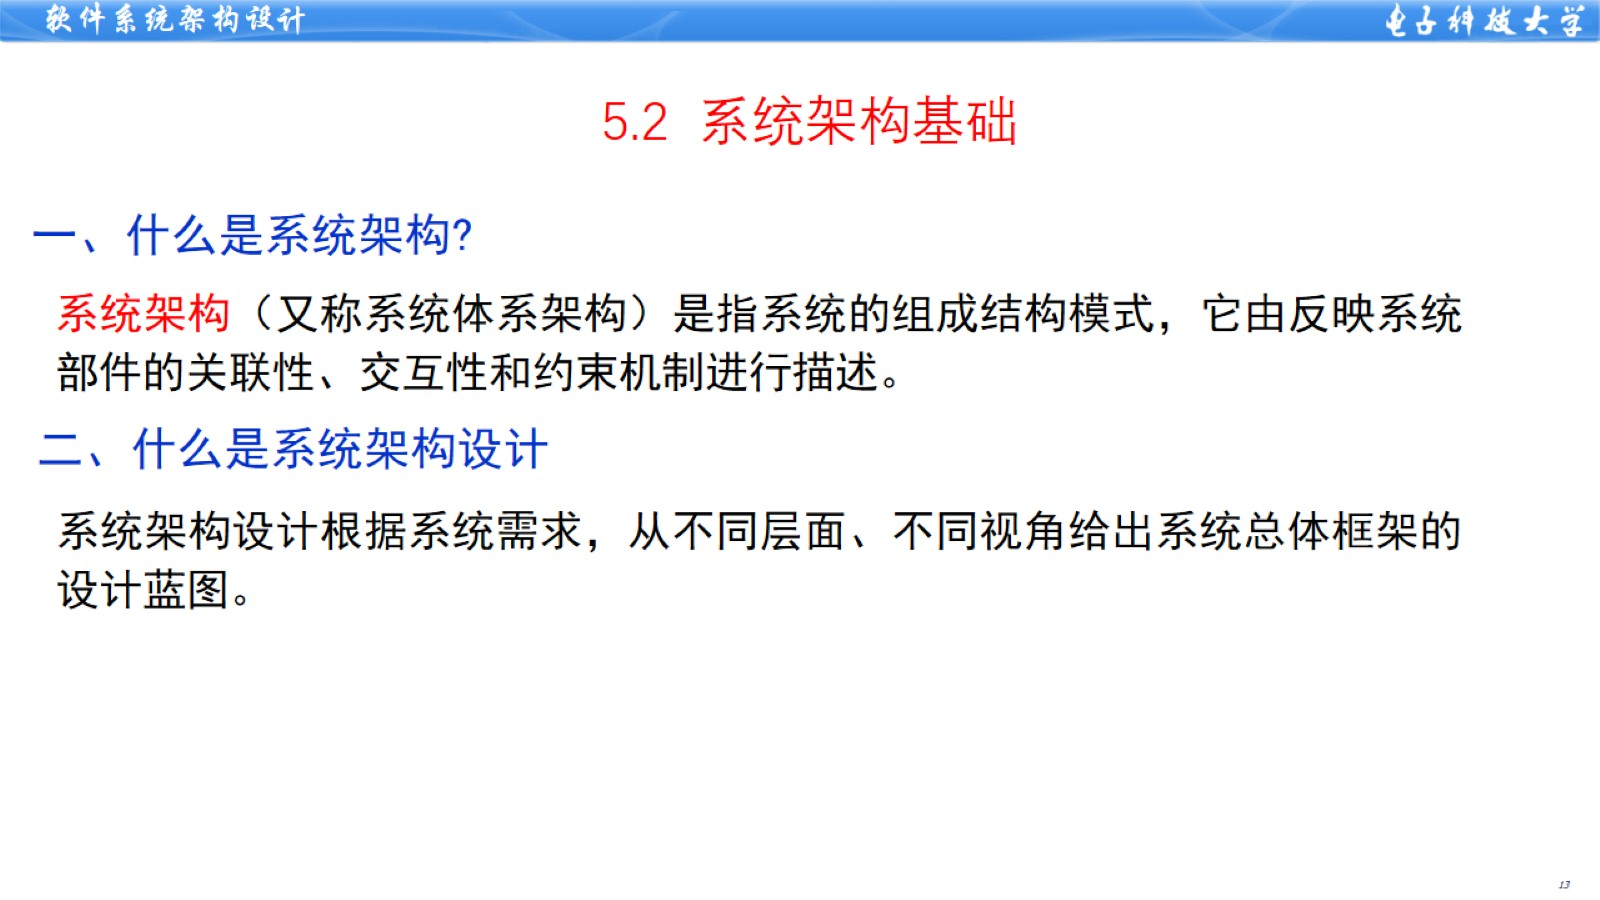 软件系统架构设计
电子科技大学
5.2 系统架构基础
一、什么是系统架构?
系统架构（又称系统体系架构）是指系统的组成结构模式，它由反映系统
部件的关联性、交互性和约束机制进行描述。
二、什么是系统架构设计
系统架构设计根据系统需求，从不同层面、不同视角给出系统总体框架的
设计蓝图。
13